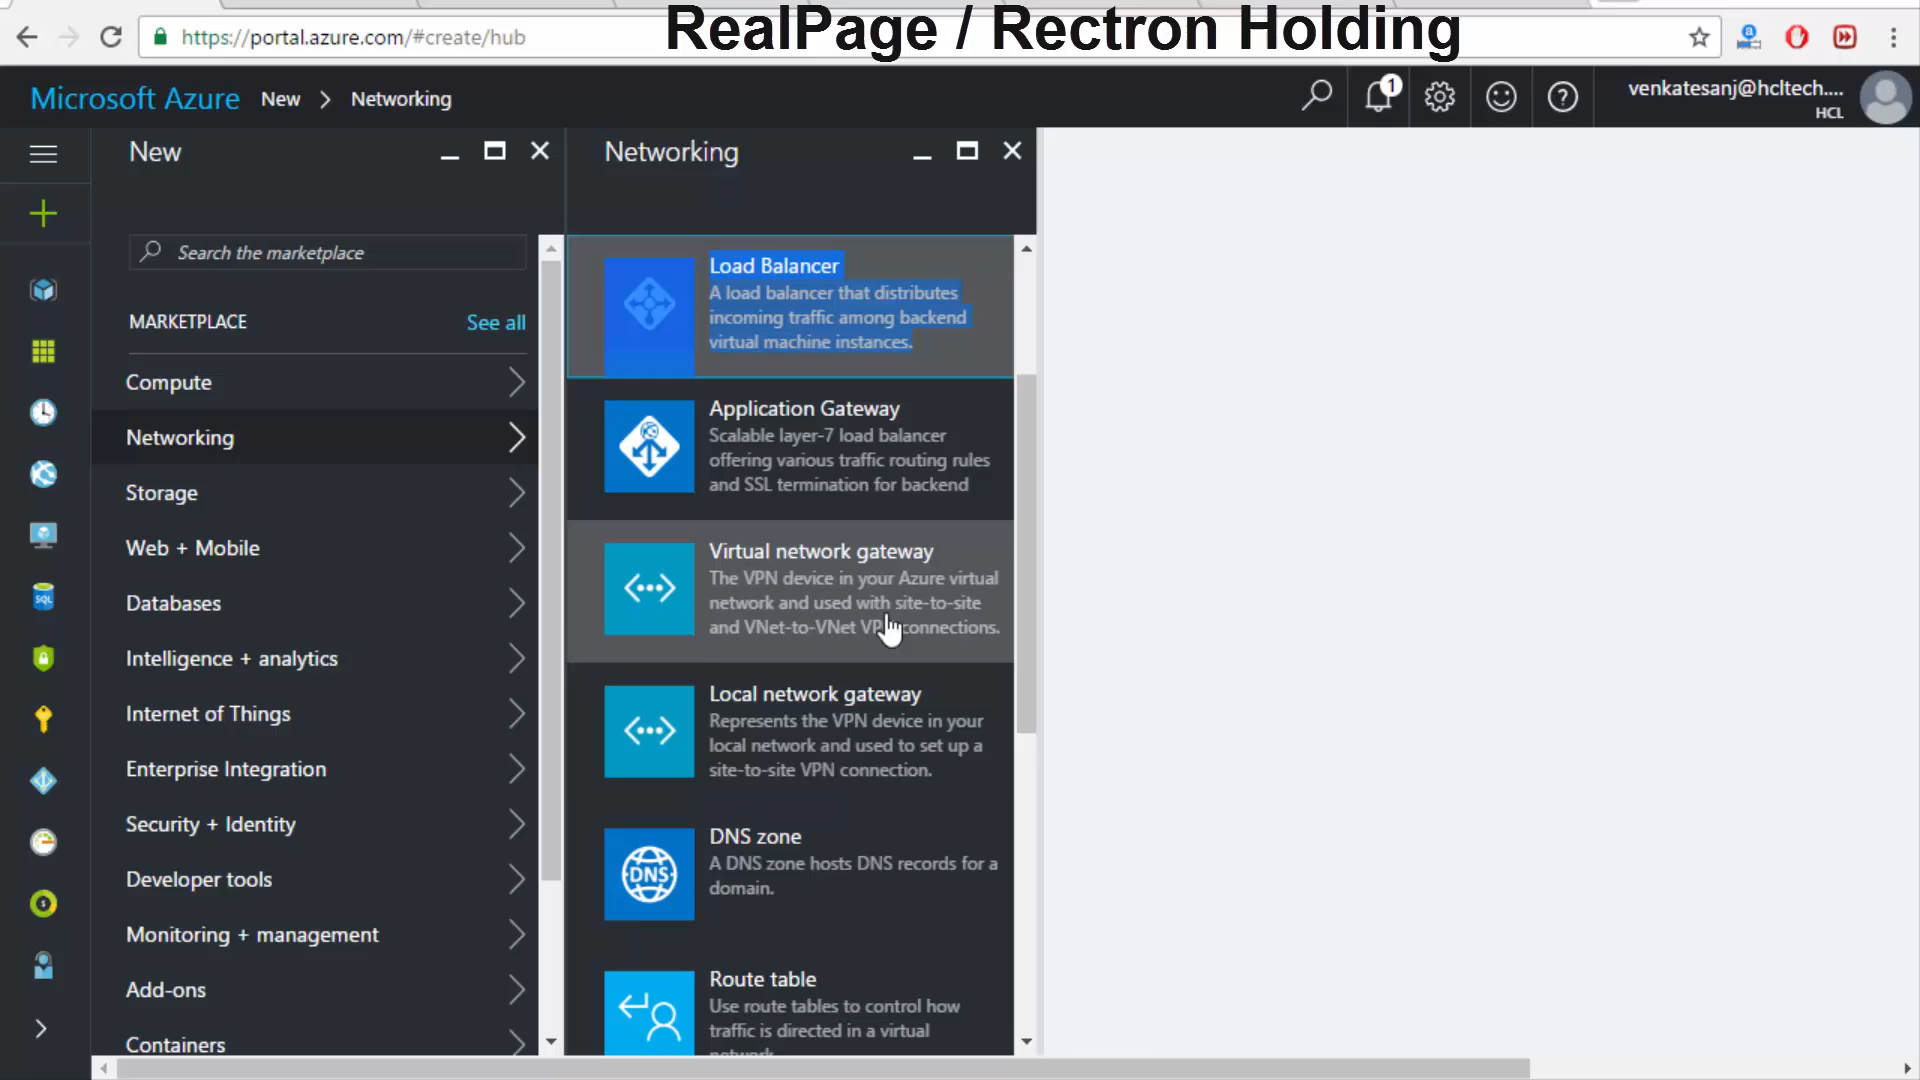 RealPage / Rectron Holding
https://portal.azure.com/#create/hub
a
Microsoft Azure New Networking
1
venkatesanj@hcltech....
HCL
New
Search the marketplace
MARKETPLACE See all
Compute
Networking
Storage
Web + Mobile
Databases
Intelligence + analytics
Internet of Things
Enterprise Integration
Security + Identity
Developer tools
Monitoring + management
Add-ons
Containers
SQL
Networking
Load Balancer
A load balancer that distributes
incoming traffic among backend
virtual machine instances.
Application Gateway
Scalable layer-7 load balancer
offering various traffic routing rules
and SSL termination for backend
Virtual network gateway
The VPN device in your Azure virtual
network and used with site-to-site
and VNet-to-VNet connections.
Local network gateway
Represents the VPN device in your
local network and used to set up a
site-to-site VPN connection.
DNS
DNS zone
A DNS zone hosts DNS records for a
domain.
Route table
Use route tables to control how
traffic is directed in a virtual